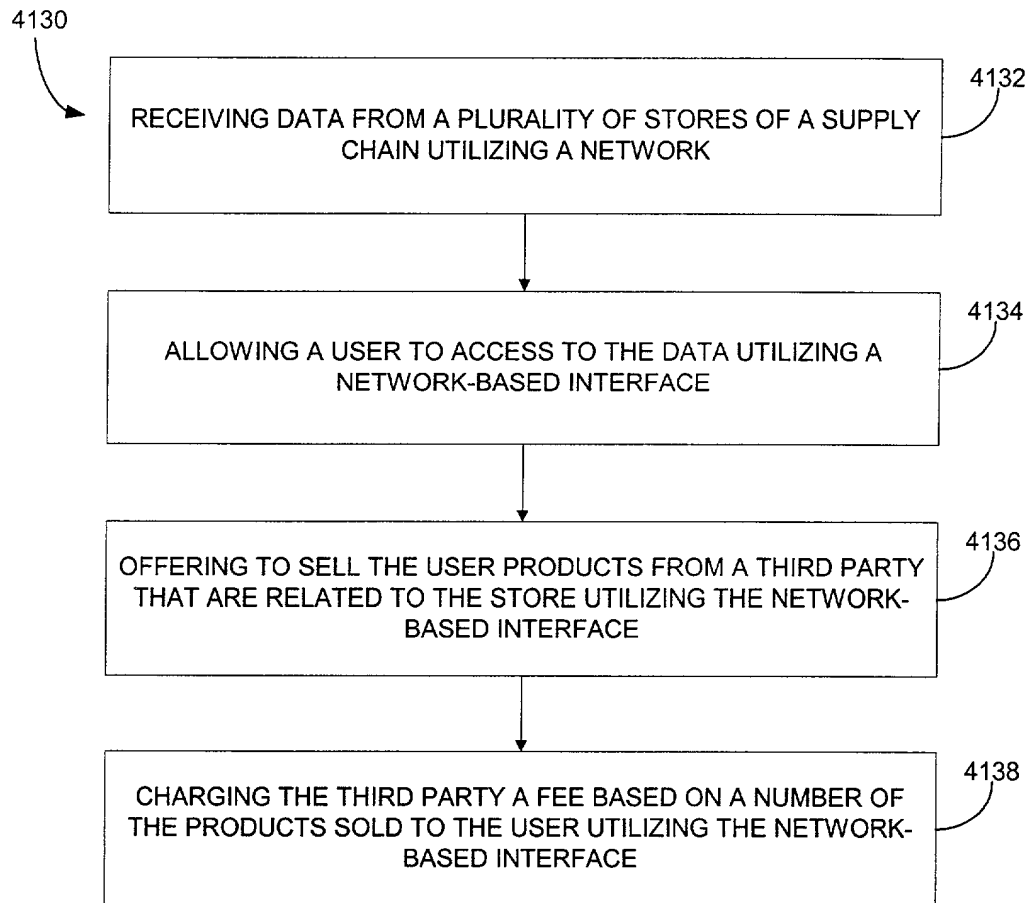 4130
4132
RECEIVING DATA FROM A PLURALITY OF STORES OF A SUPPLY
CHAIN UTILIZING A NETWORK
4134
ALLOWING A USER TO ACCESS TO THE DATA UTILIZING A
NETWORK-BASED INTERFACE
4136
OFFERING TO SELL THE USER PRODUCTS FROM A THIRD PARTY
THAT ARE RELATED TO THE STORE UTILIZING THE NETWORK-
BASED INTERFACE
4138
CHARGING THE THIRD PARTY A FEE BASED ON A NUMBER OF
THE PRODUCTS SOLD TO THE USER UTILIZING THE NETWORK-
BASED INTERFACE